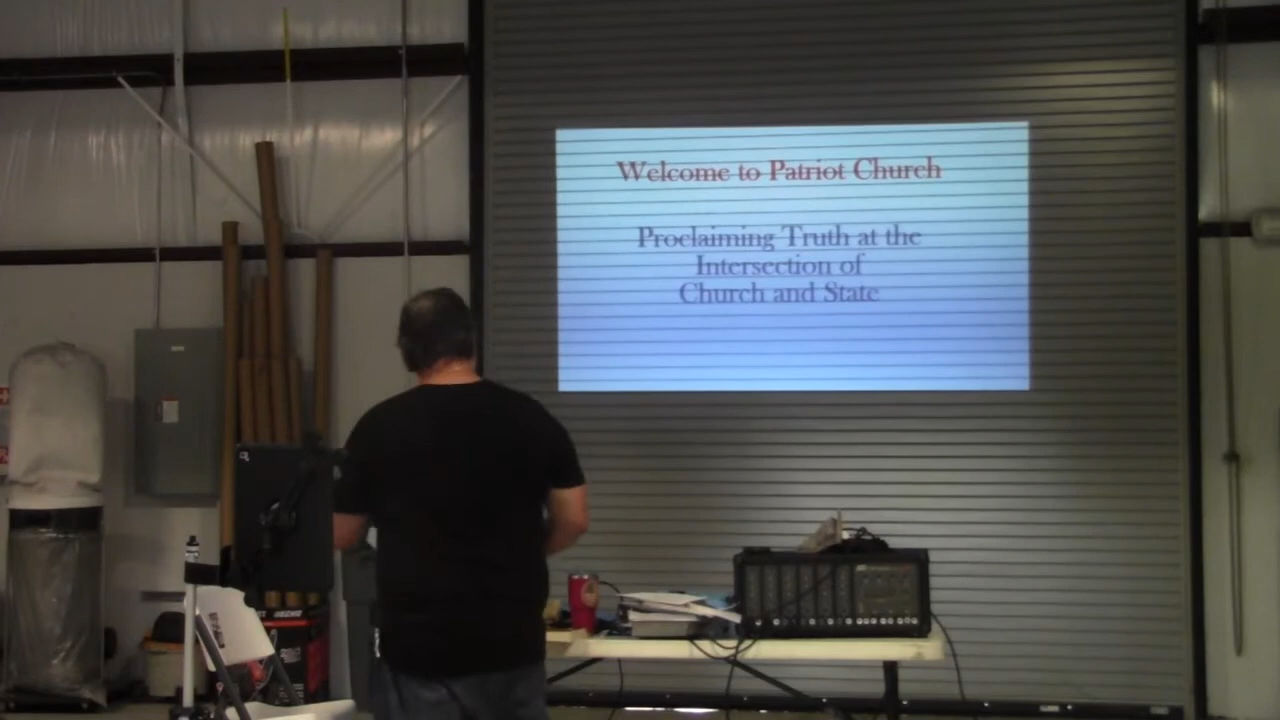 Welcome to Patriot Church
Proclaiming Truth at the
Intersection of
Church and State